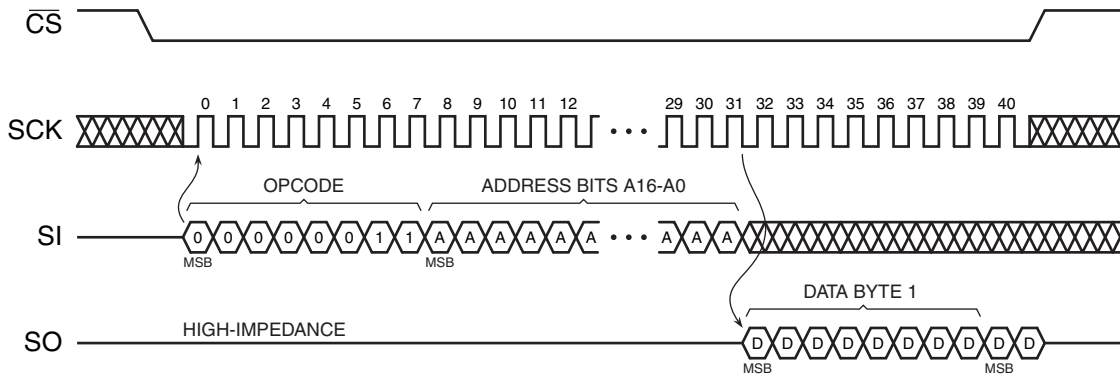 CS
0 1 2 3 4 5 6 7 8 9 10 11 12 29 30 31 32 33 34 35 36 37 38 39 40
SCK
OPCODE ADDRESS BITS A16-A0
SI 0 0 0 0 0 0 1 1 A A A A A A A A A
MSB MSB
DATA BYTE 1
HIGH-IMPEDANCE
SO D D D D D D D D D D
MSB MSB